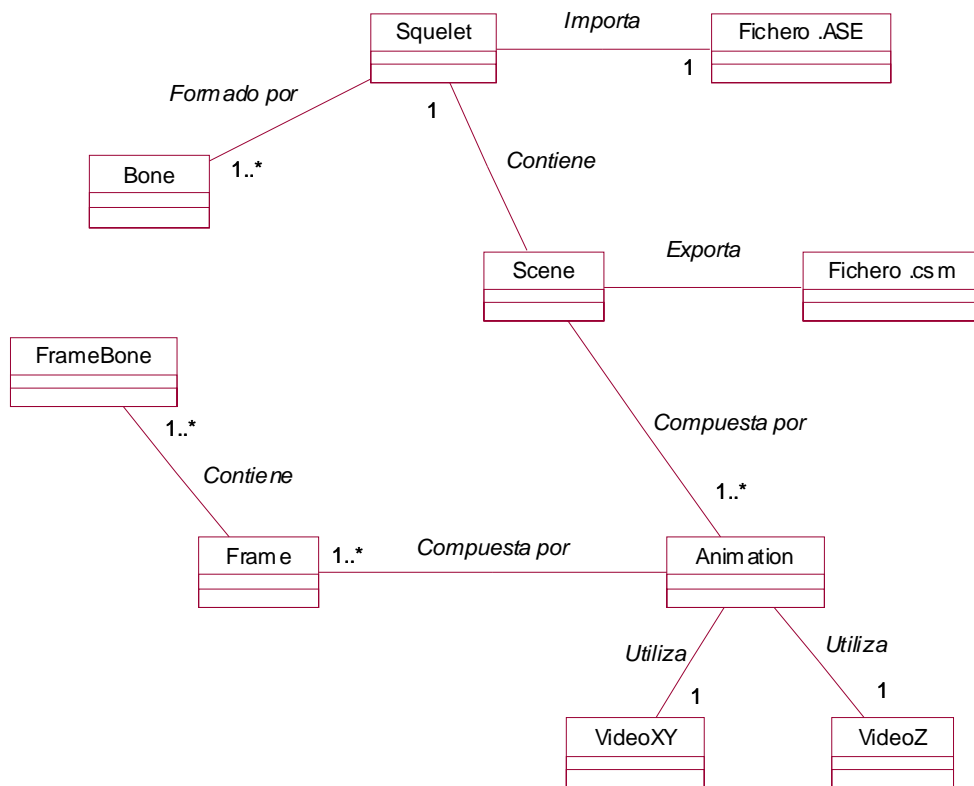 Squelet
Importa
Fichero .ASE
1
1
Formado por
1..*
Bone
Contiene
Scene
Exporta
Fichero .csm
FrameBone
1..*
Contiene
Compuesta por
1..*
Frame
1..*
Compuesta por
Animation
Utiliza
1
Utiliza
1
VideoXY
VideoZ